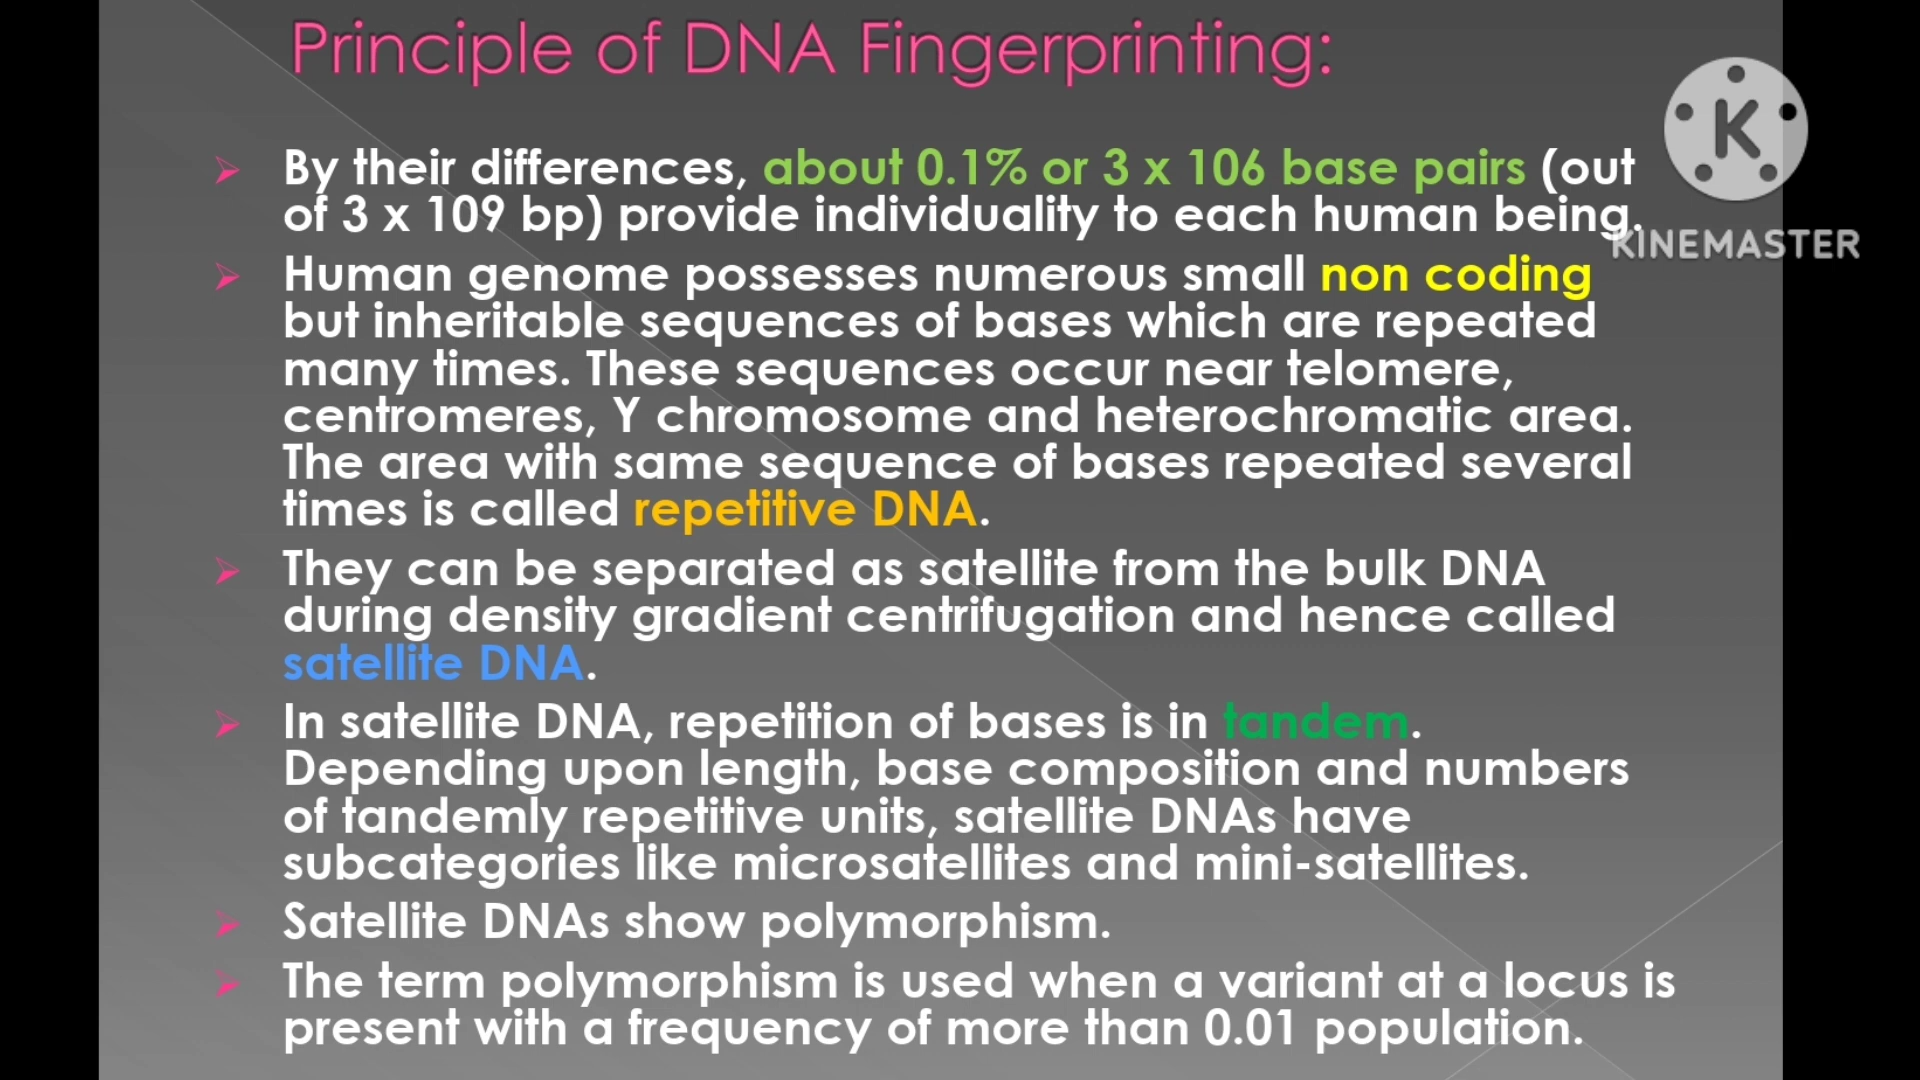 Principle of DNA Fingerprinting:
By their differences, about 0.1% or 3 x 106 base pairs (out
of 3 x 109 bp) provide individuality to each human being.
KINEMASTER
Human genome possesses numerous small non coding
but inheritable sequences of bases which are repeated
many times. These sequences occur near telomere,
centromeres, Y chromosome and heterochromatic area.
The area with same sequence of bases repeated several
times is called repetitive DNA.
They can be separated as satellite from the bulk DNA
during density gradient centrifugation and hence called
satellite DNA.
In satellite DNA, repetition of bases is in tandem.
Depending upon length, base composition and numbers
of tandemly repetitive units, satellite DNAs have
subcategories like microsatellites and mini-satellites.
Satellite DNAs show polymorphism.
The term polymorphism is used when a variant at a locus is
present with a frequency of more than 0.01 population.